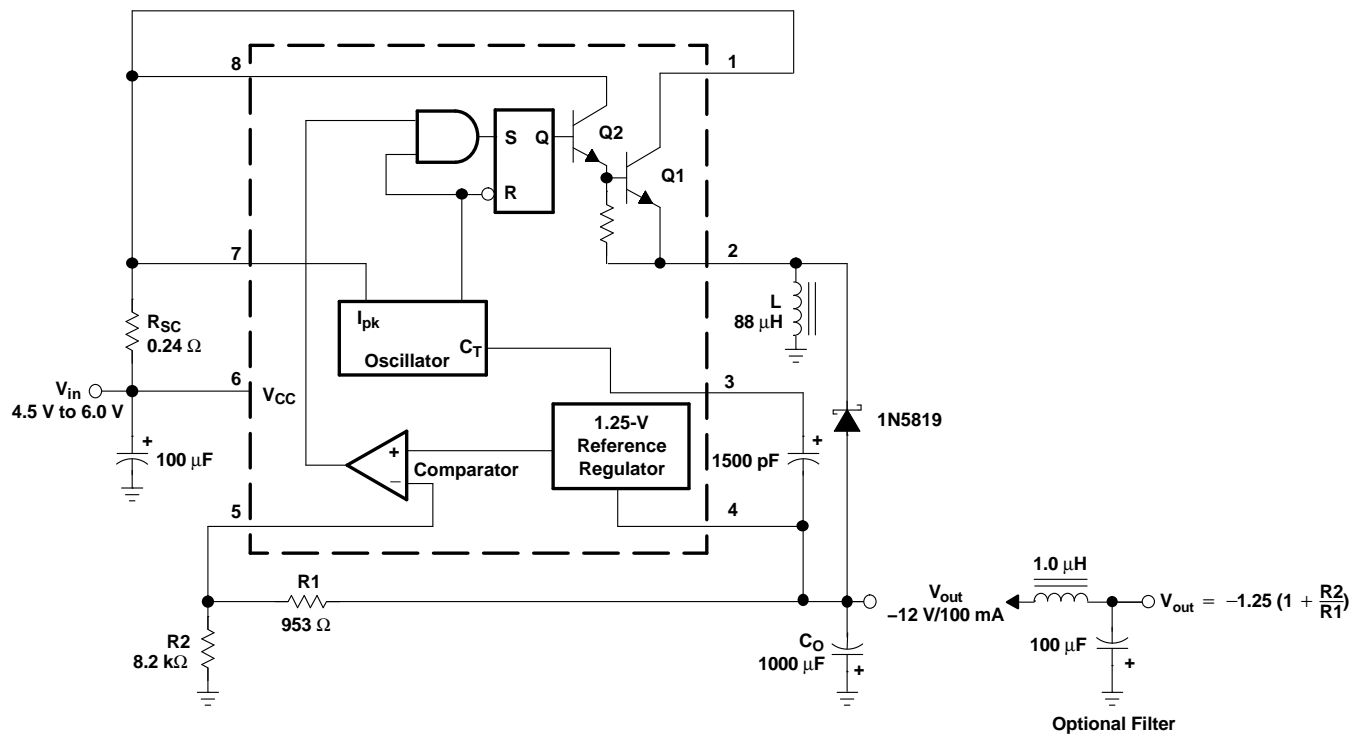 8
1
Q2
S
Q
R
Q1
7
2
L
88 μH
Ipk
CT
Oscillator
RSC
0.24 Ω
3
Vin
4.5 V to 6.0 V
6
VCC
1N5819
1.25-V
Reference
Regulator
+
100 μF
+
−
Comparator
+
1500 pF
5
4
R1
953 Ω
1.0 μH
Vout
−12 V/100 mA
Vout = −1.25 (1 + R2/R1)
R2
8.2 kΩ
CO
1000 μF
+
100 μF
+
Optional Filter